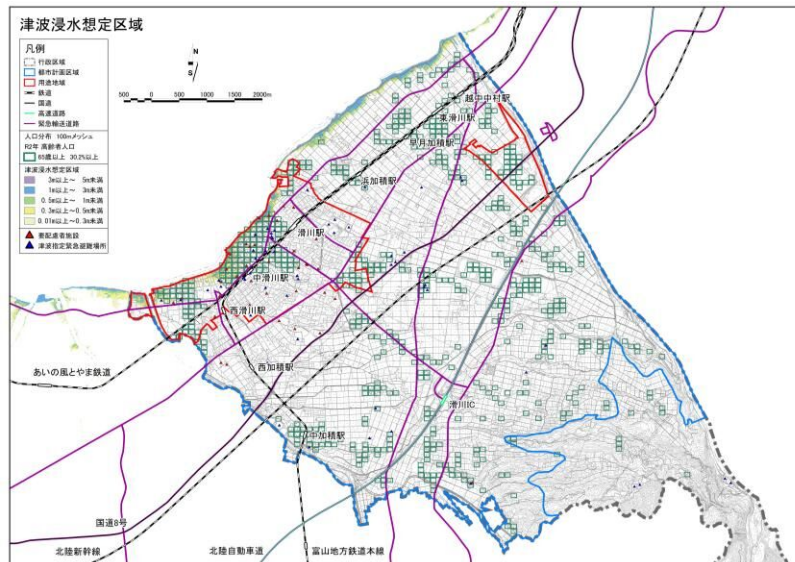 津波浸水想定区域
凡例
行政区域
都市計画区域
用途地域
鉄道
国道
高速道路
緊急輸送道路
人口分布 100mメッシュ
R2年 高齢者人口
65歳以上 30.2%以上
津波浸水想定区域
3m以上～ 5m未満
1m以上～ 3m未満
0.5m以上～ 1m未満
0.3m以上～0.5m未満
0.01m以上～0.3m未満
要配慮者施設
津波指定緊急避難場所
N
S
500 0 500 1000 1500 2000m
越中中村駅
東滑川駅
早月加積駅
浜加積駅
滑川駅
中滑川駅
西滑川駅
西加積駅
あいの風とやま鉄道
滑川IC
中加積駅
国道8号
北陸新幹線
北陸自動車道
富山地方鉄道本線